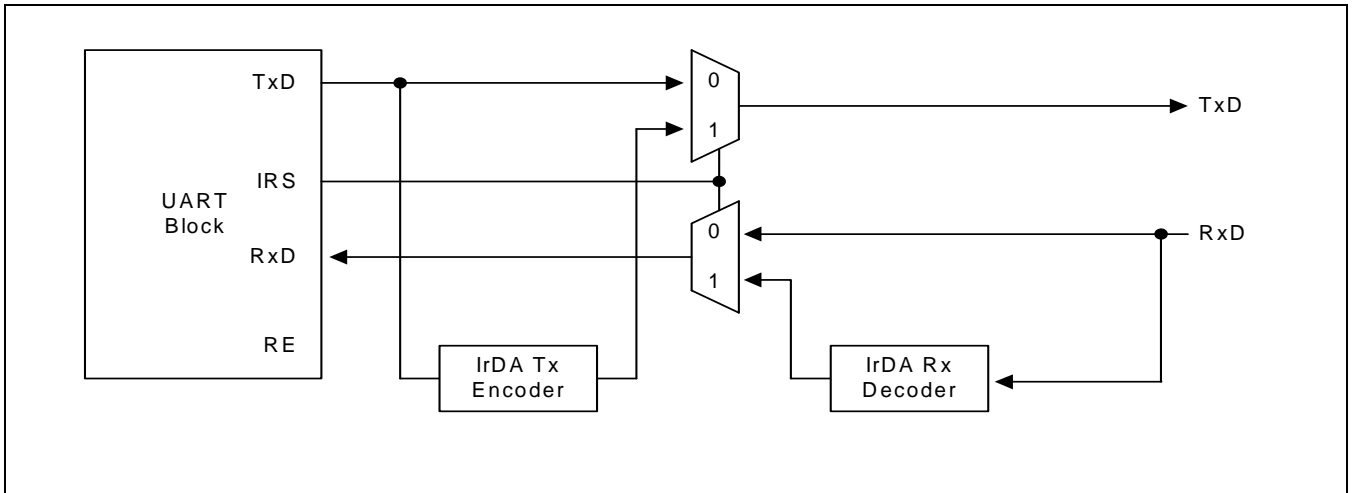 TxD
IRS
UART
Block
RxD
RE
0
1
0
1
TxD
RxD
IrDA Tx
Encoder
IrDA Rx
Decoder